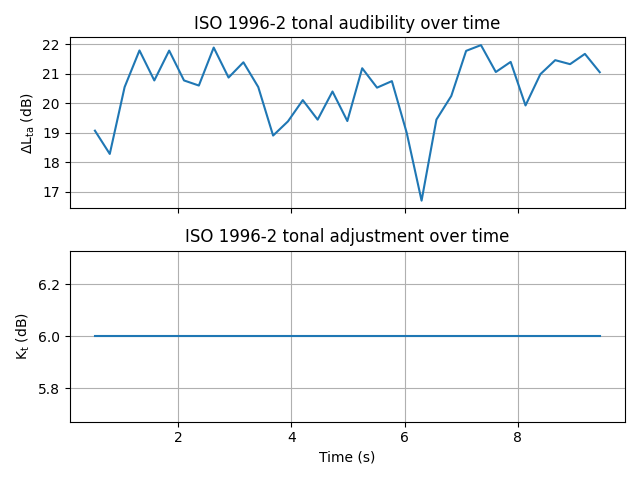 ISO 1996-2 tonal audibility over time
22
21
20
19
18
17
ΔLta (dB)
ISO 1996-2 tonal adjustment over time
6.2
6.0
5.8
Kt (dB)
2 4 6 8
Time (s)